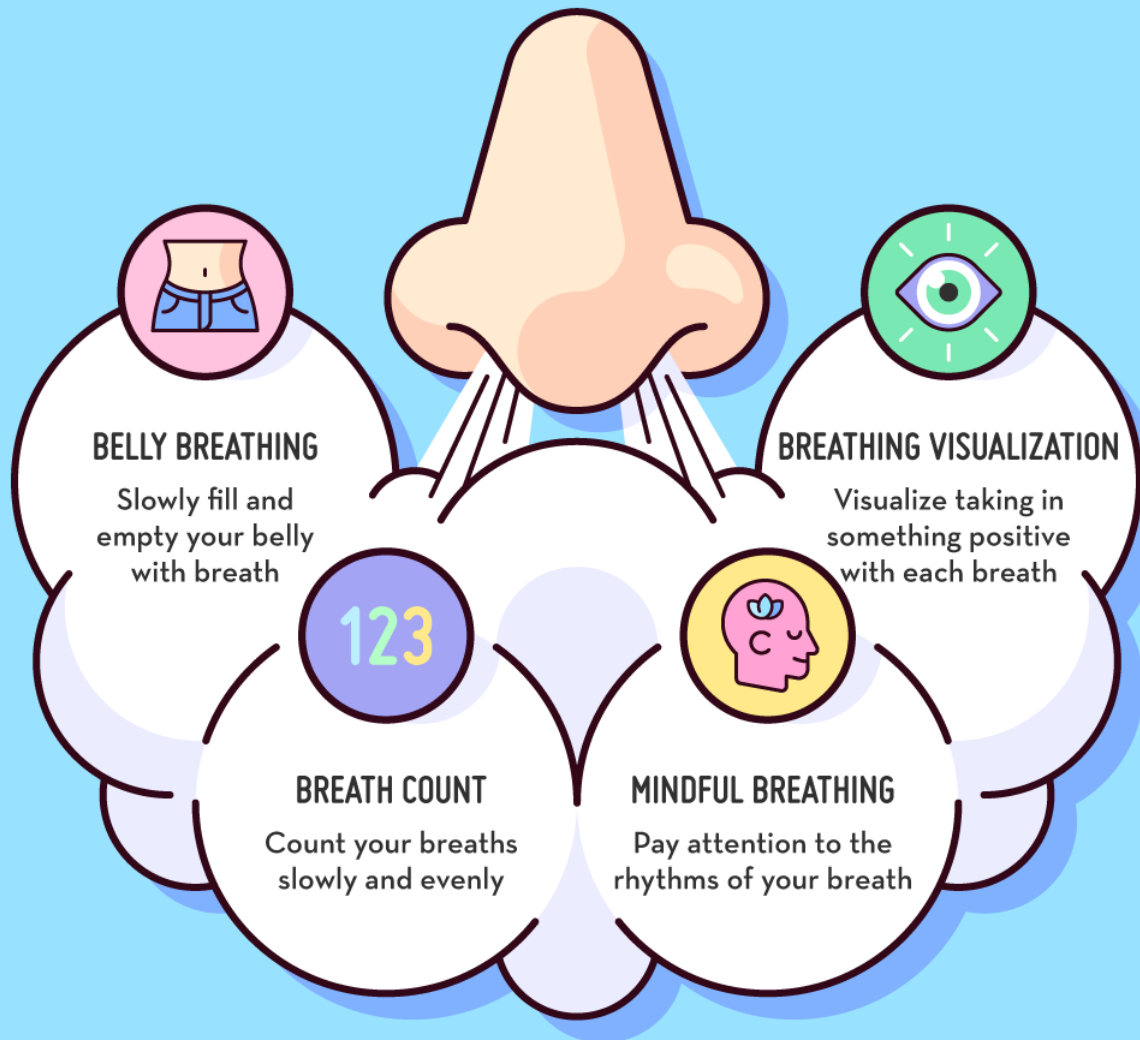 BELLY BREATHING
Slowly fill and
empty your belly
with breath
BREATHING VISUALIZATION
Visualize taking in
something positive
with each breath
123
BREATH COUNT
Count your breaths
slowly and evenly
MINDFUL BREATHING
Pay attention to the
rhythms of your breath